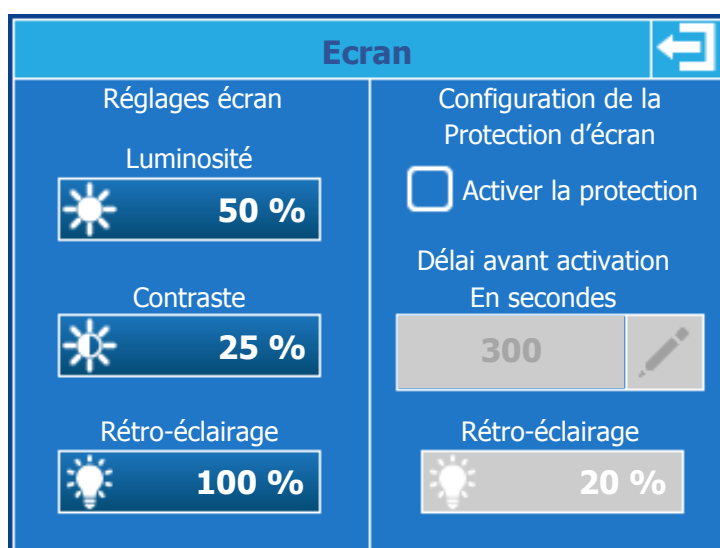 Ecran
Réglages écran
Luminosité
50 %
Contraste
25 %
Rétro-éclairage
100 %
Configuration de la
Protection d’écran
Activer la protection
Délai avant activation
En secondes
300
Rétro-éclairage
20 %